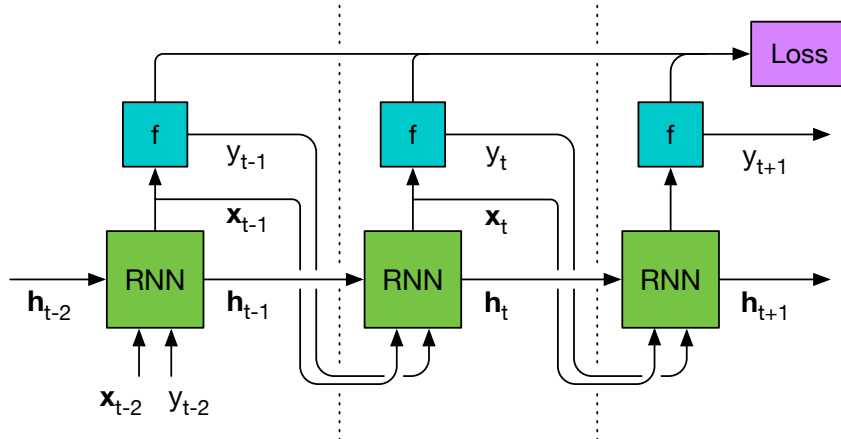 Loss
f f f
y_{t-1} y_t y_{t+1}
x_{t-1} x_t
RNN RNN RNN
h_{t-2} h_{t-1} h_t h_{t+1}
x_{t-2} y_{t-2}